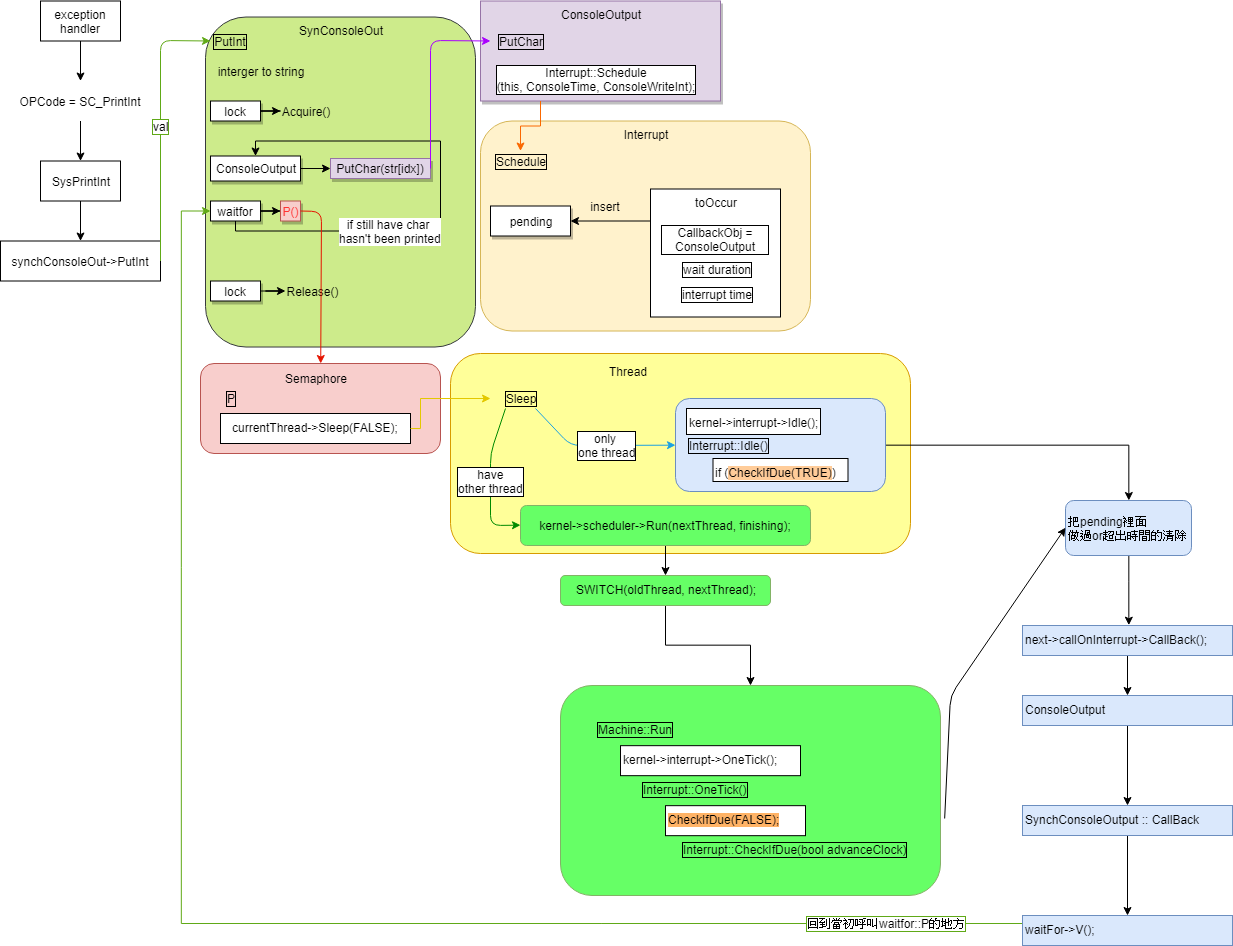 exception
handler
OPCode = SC_PrintInt
SysPrintInt
synchConsoleOut->PutInt
val
SynConsoleOut
PutInt
interger to string
lock
Acquire()
ConsoleOutput
PutChar(str[idx])
waitfor
P()
if still have char
hasn't been printed
lock
Release()
ConsoleOutput
PutChar
Interrupt::Schedule
(this, ConsoleTime, ConsoleWriteInt);
Interrupt
Schedule
pending
insert
toOccur
CallbackObj =
ConsoleOutput
wait duration
interrupt time
Semaphore
P
currentThread->Sleep(FALSE);
Thread
Sleep
only
one thread
have
other thread
kernel->interrupt->Idle();
Interrupt::Idle()
if (CheckIfDue(TRUE))
kernel->scheduler->Run(nextThread, finishing);
SWITCH(oldThread, nextThread);
Machine::Run
kernel->interrupt->OneTick();
Interrupt::OneTick()
CheckIfDue(FALSE);
Interrupt::CheckIfDue(bool advanceClock)
把pending裡面
做過or超出時間的清除
next->callOnInterrupt->CallBack();
ConsoleOutput
SynchConsoleOutput :: CallBack
waitFor->V();
回到當初呼叫waitfor::P的地方